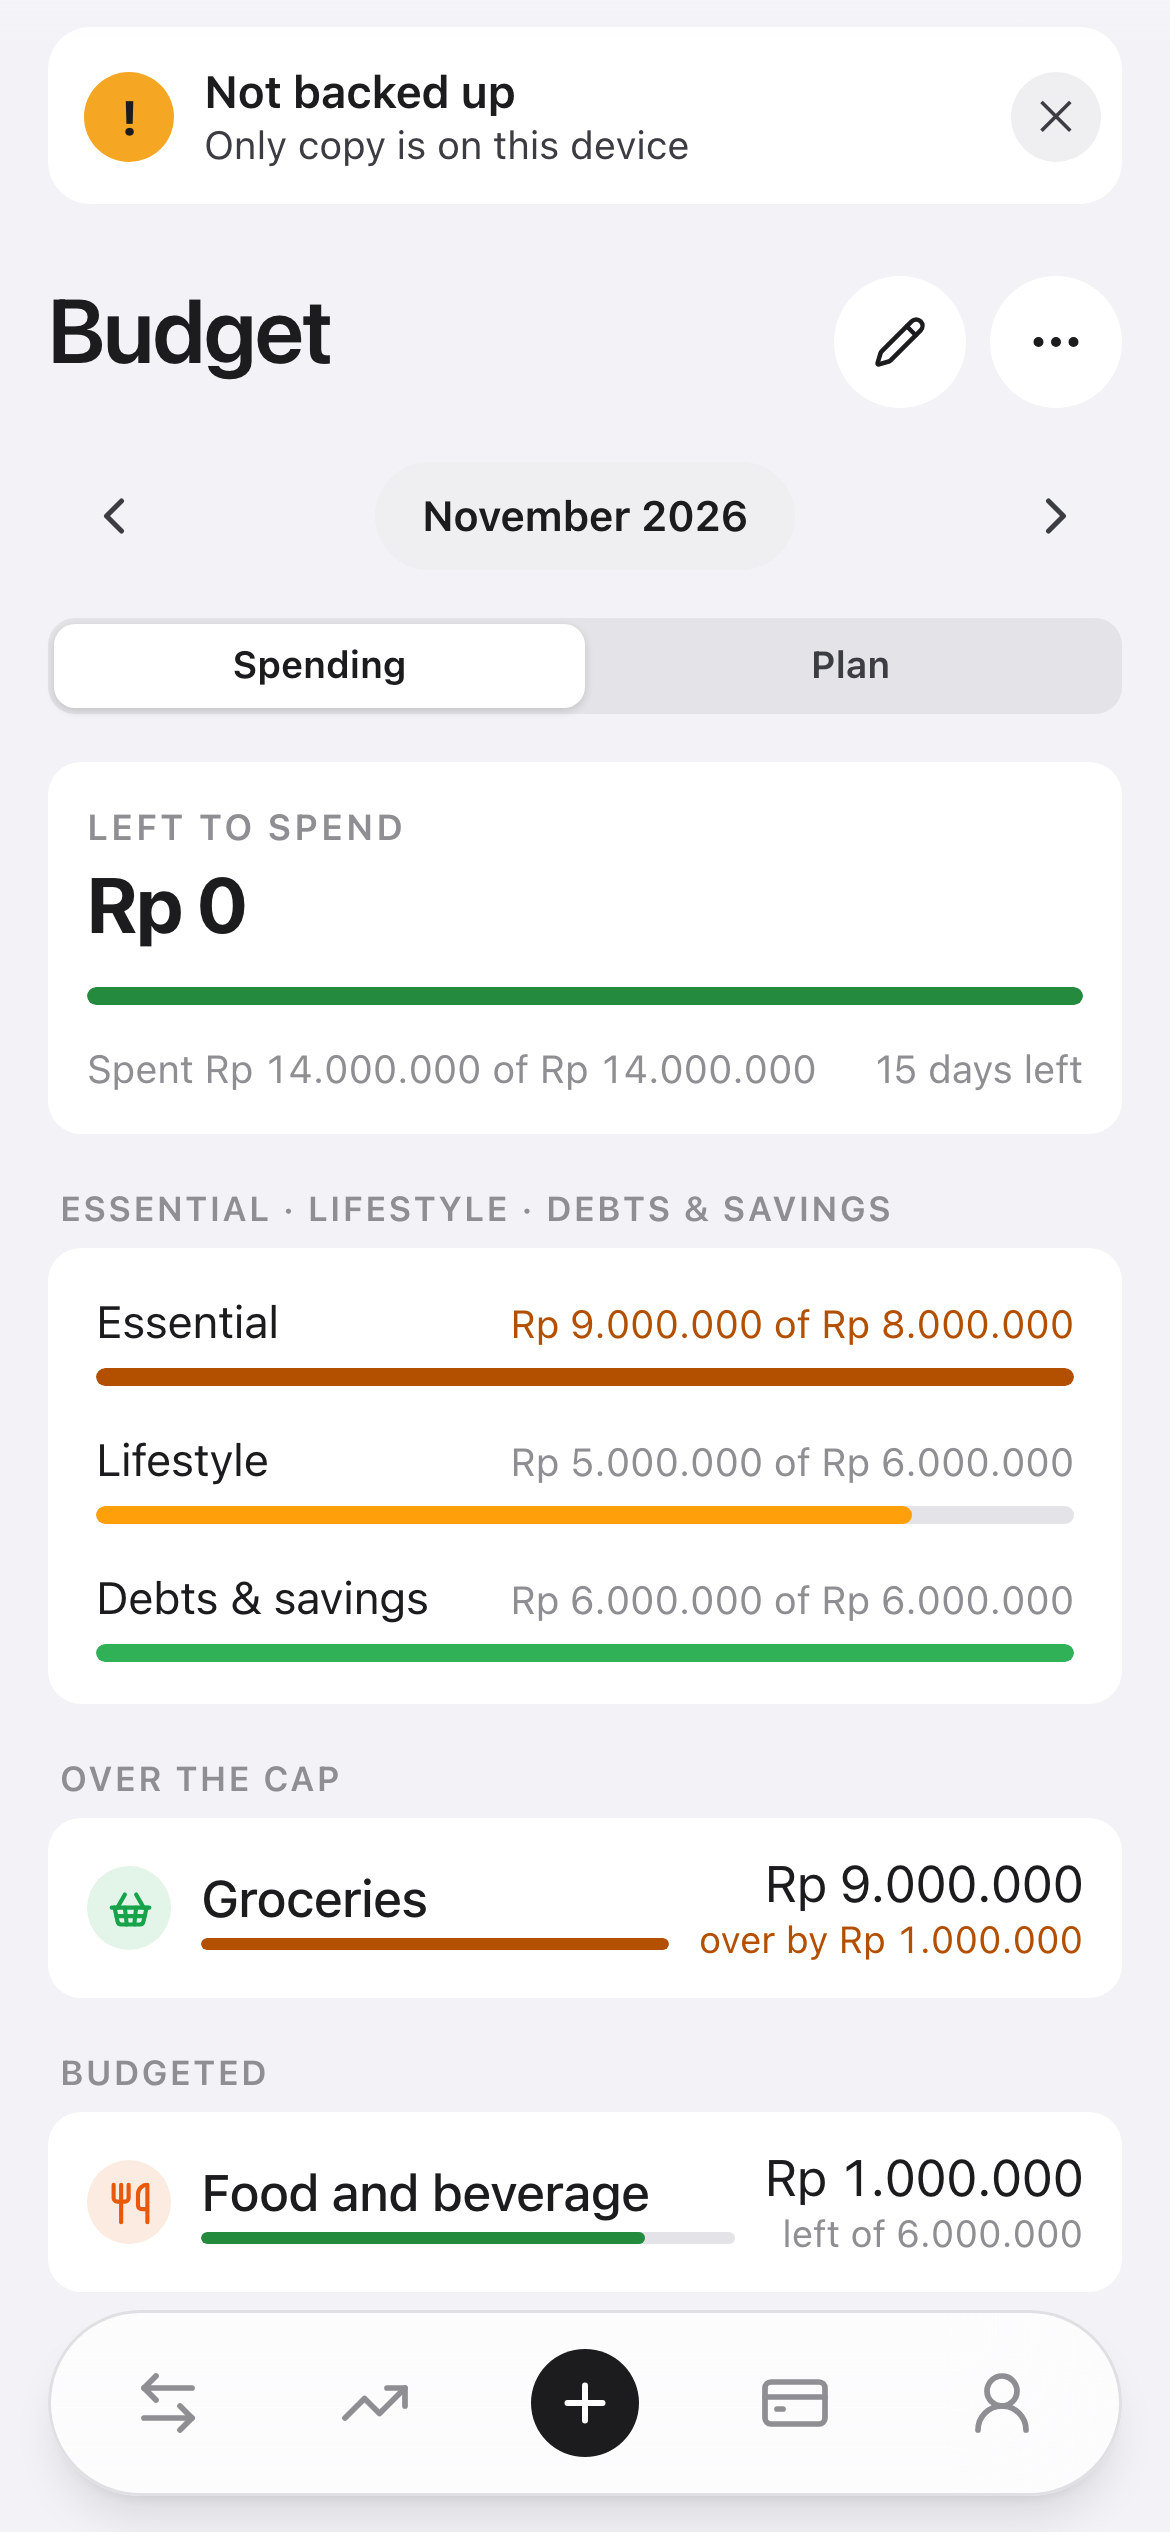 Not backed up
Only copy is on this device
Budget
November 2026
Spending
Plan
LEFT TO SPEND
Rp 0
Spent Rp 14.000.000 of Rp 14.000.000
15 days left
ESSENTIAL · LIFESTYLE · DEBTS & SAVINGS
Essential
Rp 9.000.000 of Rp 8.000.000
Lifestyle
Rp 5.000.000 of Rp 6.000.000
Debts & savings
Rp 6.000.000 of Rp 6.000.000
OVER THE CAP
Groceries
Rp 9.000.000
over by Rp 1.000.000
BUDGETED
Food and beverage
Rp 1.000.000
left of 6.000.000